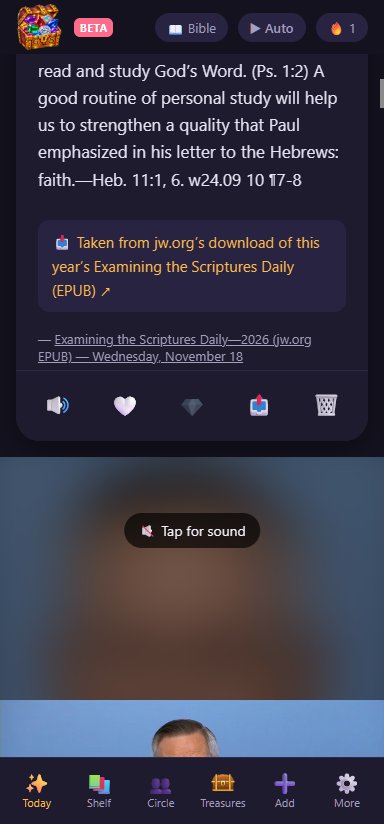 BETA
Bible
Auto
1
read and study God's Word. (Ps. 1:2) A
good routine of personal study will help
us to strengthen a quality that Paul
emphasized in his letter to the Hebrews:
faith.—Heb. 11:1, 6. w24.09 10 ¶7-8
Taken from jw.org's download of this
year's Examining the Scriptures Daily
(EPUB) ↗
— Examining the Scriptures Daily—2026 (jw.org
EPUB) — Wednesday, November 18
Tap for sound
Today
Shelf
Circle
Treasures
Add
More